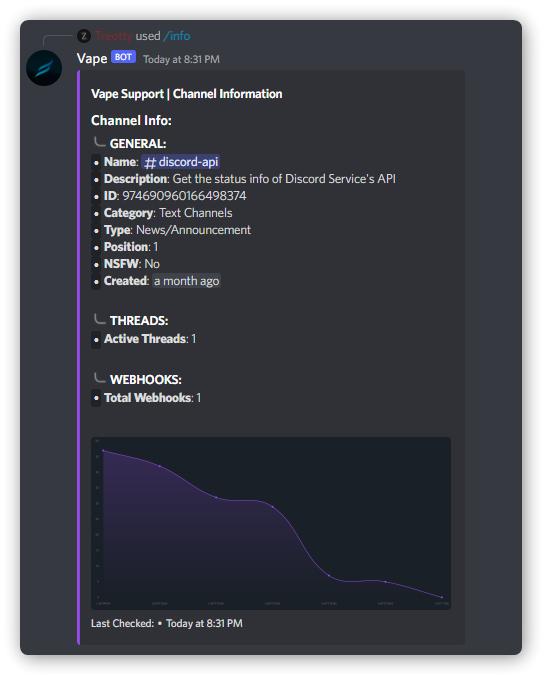 Treotty used /info
Vape BOT Today at 8:31 PM
Vape Support | Channel Information
Channel Info:
GENERAL:
• Name: # discord-api
• Description: Get the status info of Discord Service's API
• ID: 974690960166498374
• Category: Text Channels
• Type: News/Announcement
• Position: 1
• NSFW: No
• Created: a month ago
THREADS:
• Active Threads: 1
WEBHOOKS:
• Total Webhooks: 1
Last Checked: • Today at 8:31 PM